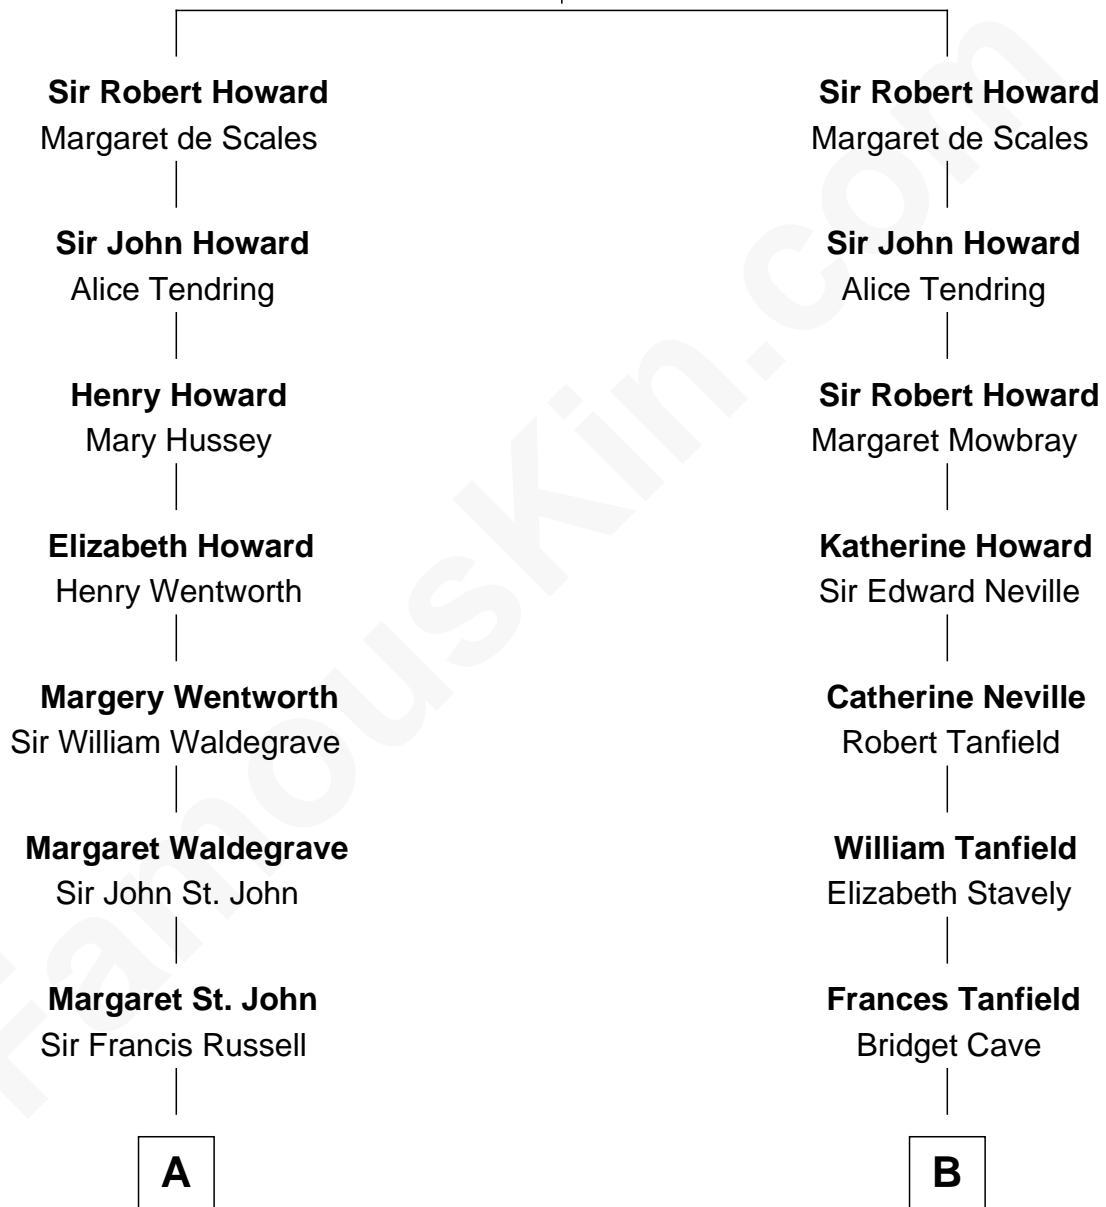 Sir Robert Howard
Margaret de Scales
Sir John Howard
Alice Tendring
Henry Howard
Mary Hussey
Elizabeth Howard
Henry Wentworth
Margery Wentworth
Sir William Waldegrave
Margaret Waldegrave
Sir John St. John
Margaret St. John
Sir Francis Russell
A
Sir Robert Howard
Margaret de Scales
Sir John Howard
Alice Tendring
Sir Robert Howard
Margaret Mowbray
Katherine Howard
Sir Edward Neville
Catherine Neville
Robert Tanfield
William Tanfield
Elizabeth Stavely
Frances Tanfield
Bridget Cave
B
FamousKin.com